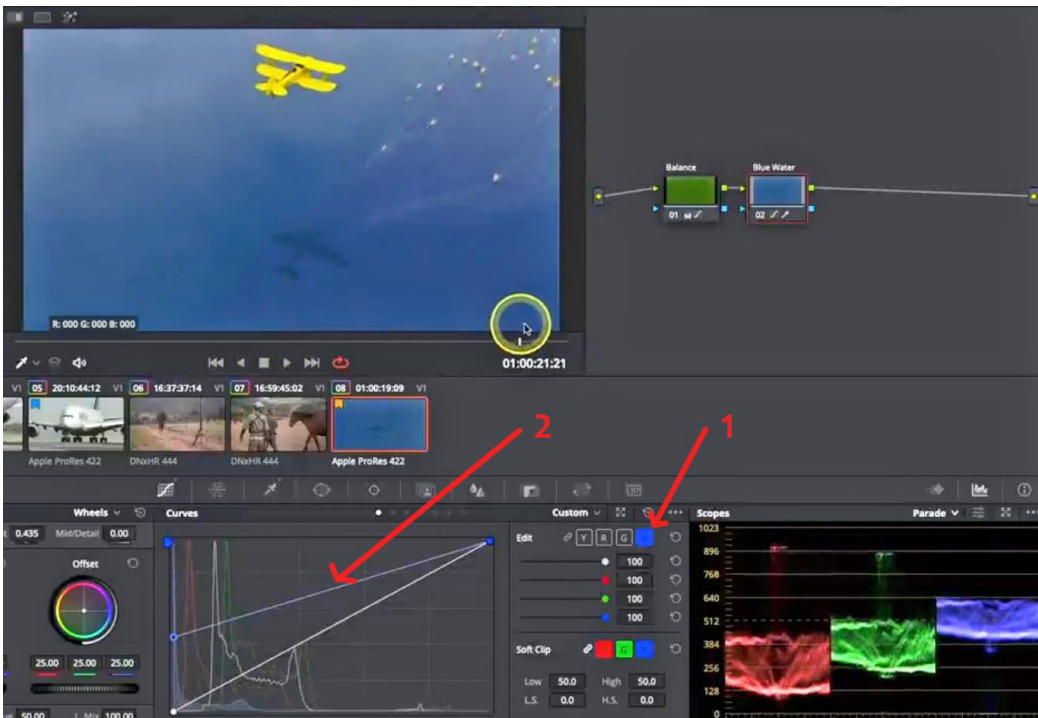 Balance
Blue Water
01
02
R: 000 G: 000 B: 000
01:00:21:21
V1 05 20:10:44:12 V1 06 16:37:37:14 V1 07 16:59:45:02 V1 08 01:00:19:09 V1
Apple ProRes 422 DNxHR 444 DNxHR 444 Apple ProRes 422
2
1
3D
Wheels Curves Custom Scopes Parade
0.435 Mid/Detail 0.00
Edit Y R G
1023
896
768
640
512
384
256
128
0
Offset
100
100
100
100
Soft Clip G
25.00 25.00 25.00
Low 50.0 High 50.0
L.S. 0.0 H.S. 0.0
50.00 L. Mix 100.00